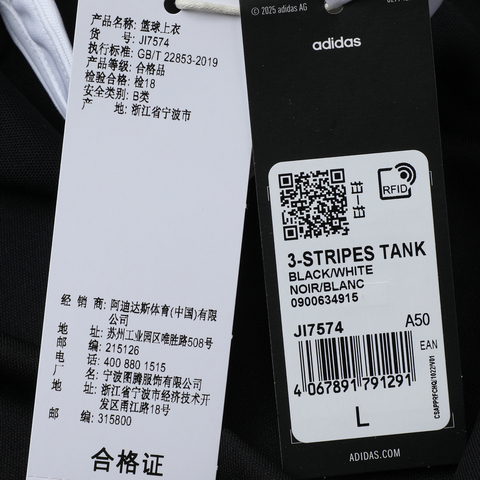 产品名称: 篮球上衣
货 号: JI7574
执行标准: GB/T 22853-2019
产品等级: 合格品
检验合格: 检18
安全类别: B类
产 地: 浙江省宁波市
经 销 商: 阿迪达斯体育(中国)有限
公司
地 址: 苏州工业园区唯胜路508号
邮 编: 215126
电 话: 400 880 1515
厂 名: 宁波图腾服饰有限公司
地 址: 浙江省宁波市经济技术开
发区甬江路
邮 编: 315800
合格证
© 2025 adidas AG
adidas
RFID
3-STRIPES TANK
BLACK/WHITE
NOIR/BLANC
0900634915
JI7574
A50
EAN
4 067891 791291
L
CSAPPRFCHQ/1022V01
ADIDAS.COM